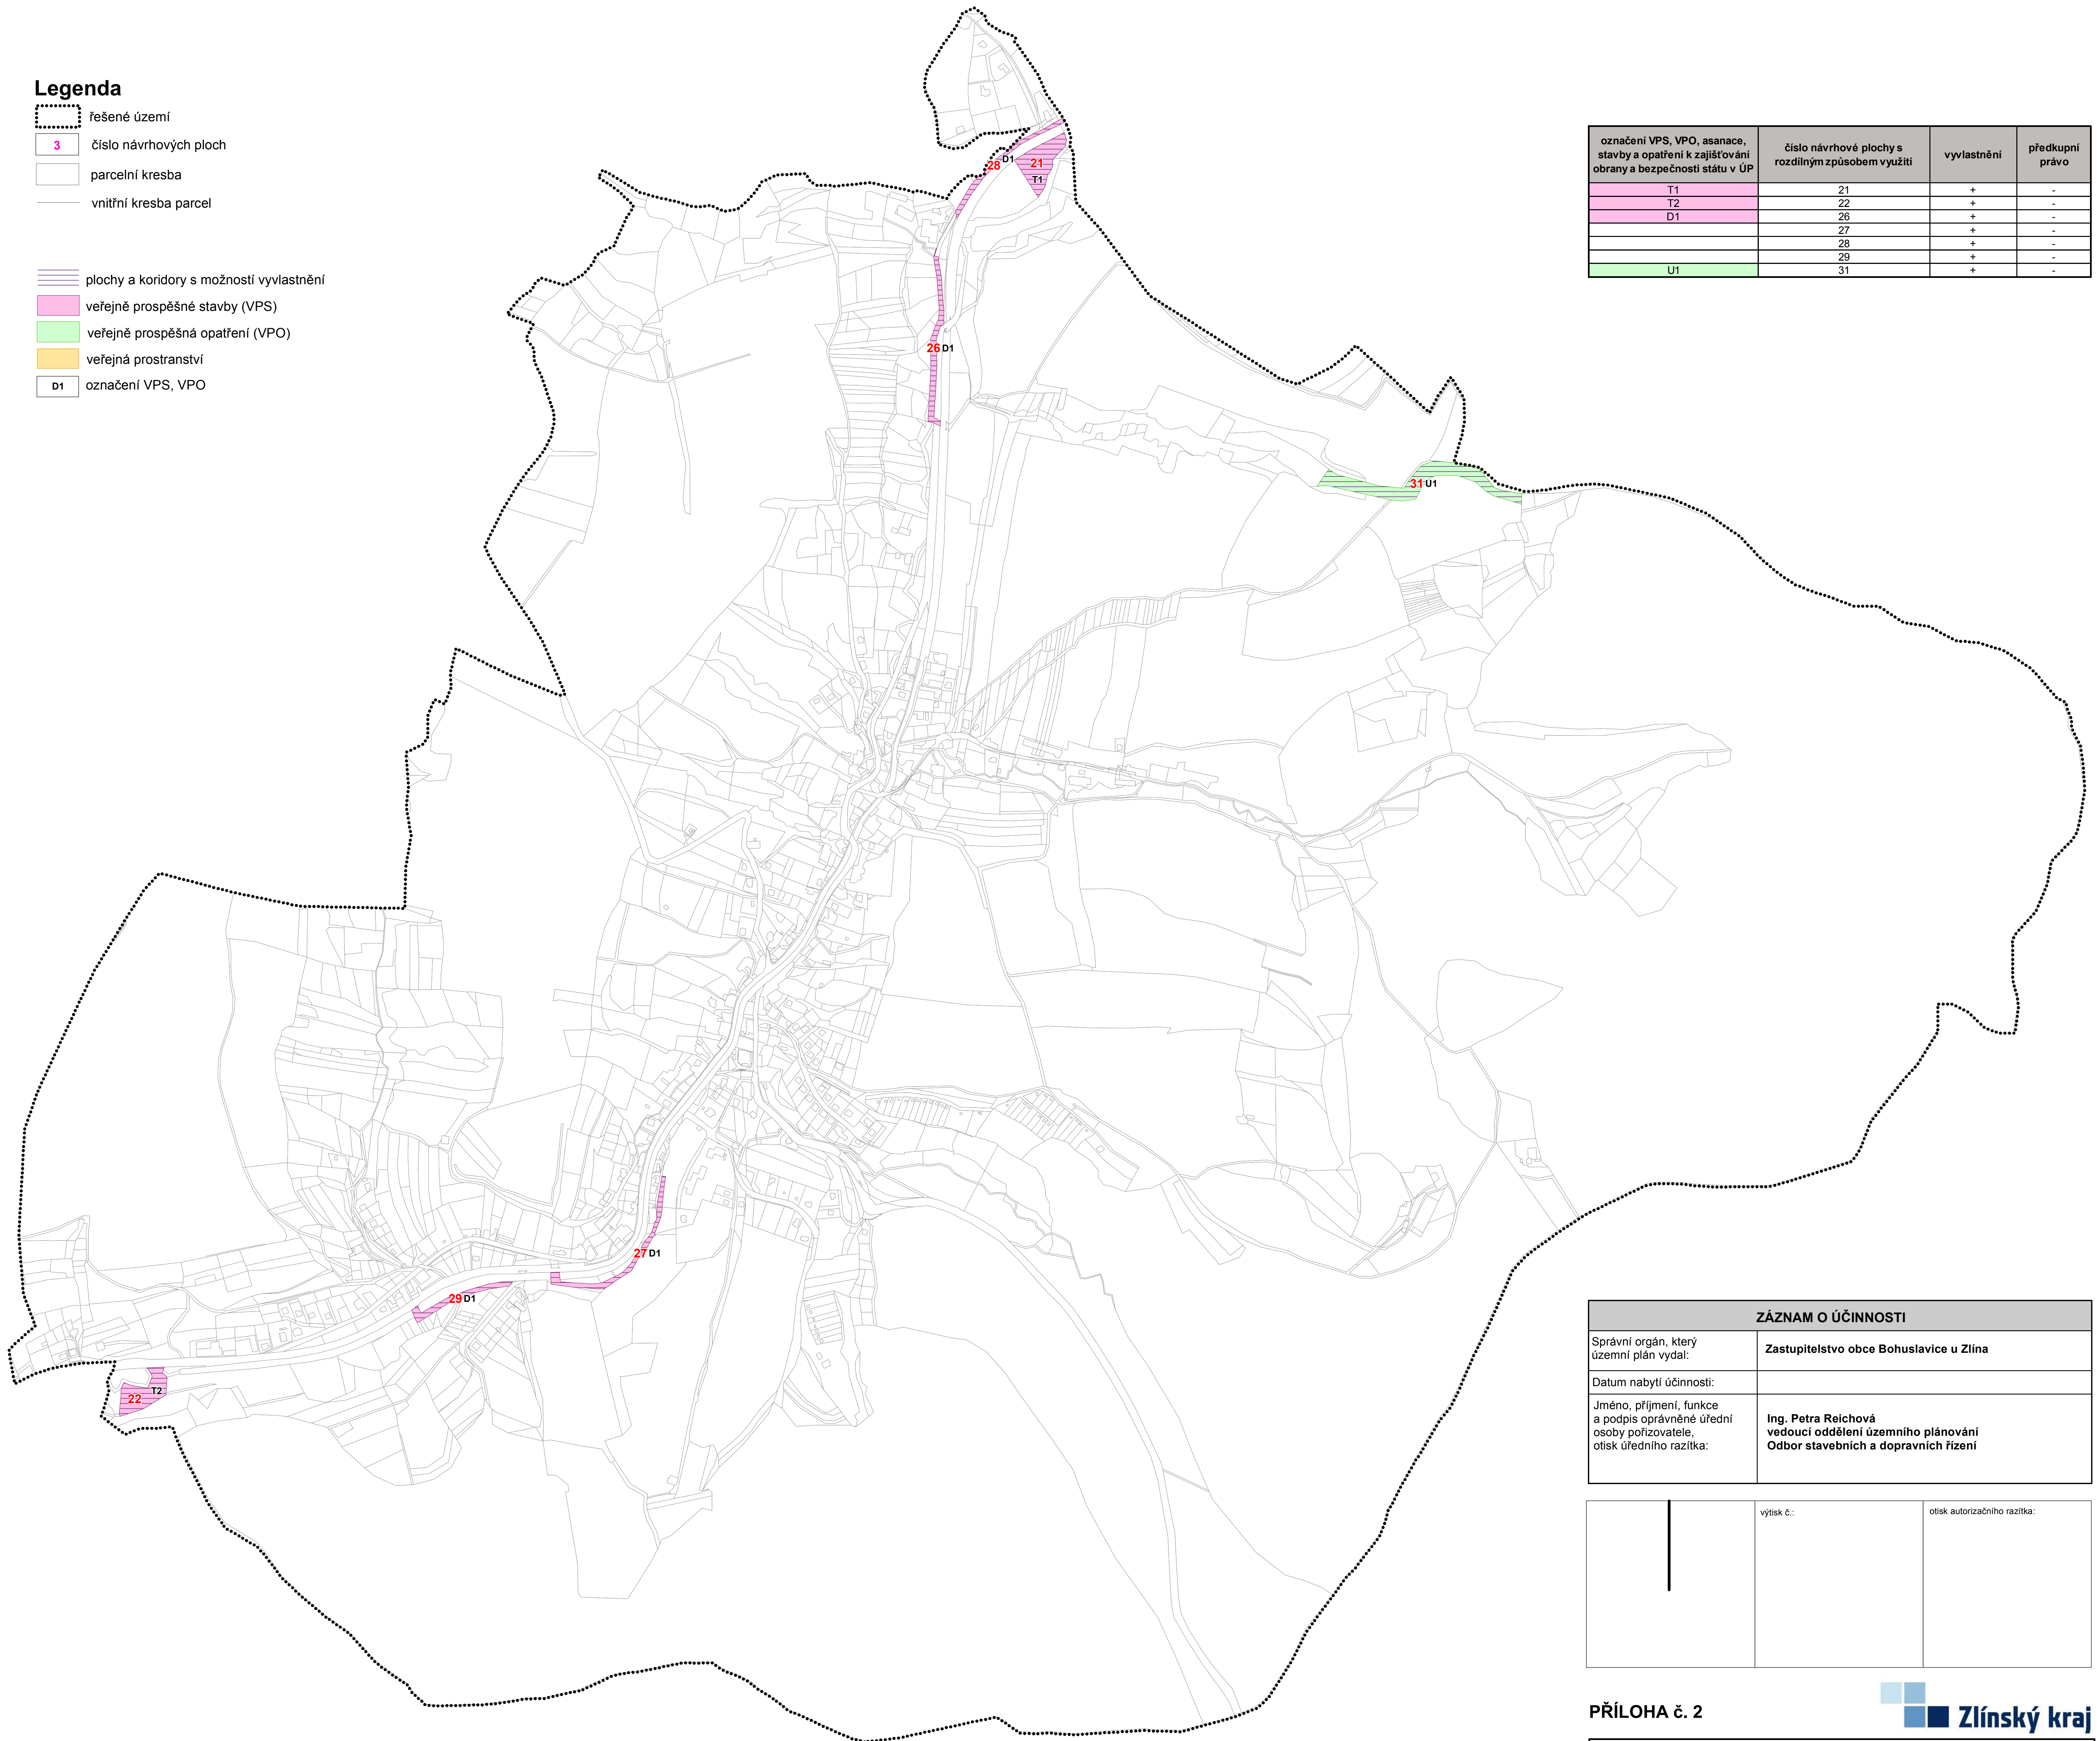 Legenda
řešené území
3 číslo návrhových ploch
parcelní kresba
vnitřní kresba parcel
plochy a koridory s možností vyvlastnění
veřejně prospěšné stavby (VPS)
veřejně prospěšná opatření (VPO)
veřejná prostranství
D1 označení VPS, VPO
označení VPS, VPO, asanace,
stavby a opatření k zajišťování
obrany a bezpečnosti státu v ÚP
číslo návrhové plochy s
rozdílným způsobem využití
vyvlastnění
předkupní
právo
T1 21 + -
T2 22 + -
D1 26 + -
27 + -
28 + -
29 + -
U1 31 + -
28 D1
21
T1
26 D1
31 U1
27 D1
29 D1
22 T2
ZÁZNAM O ÚČINNOSTI
Správní orgán, který
územní plán vydal:
Zastupitelstvo obce Bohuslavice u Zlína
Datum nabytí účinnosti:
Jméno, příjmení, funkce
a podpis oprávněné úřední
osoby pořizovatele,
otisk úředního razítka:
Ing. Petra Reichová
vedoucí oddělení územního plánování
Odbor stavebních a dopravních řízení
výtisk č.:
otisk autorizačního razítka:
PŘÍLOHA č. 2
Zlínský kraj